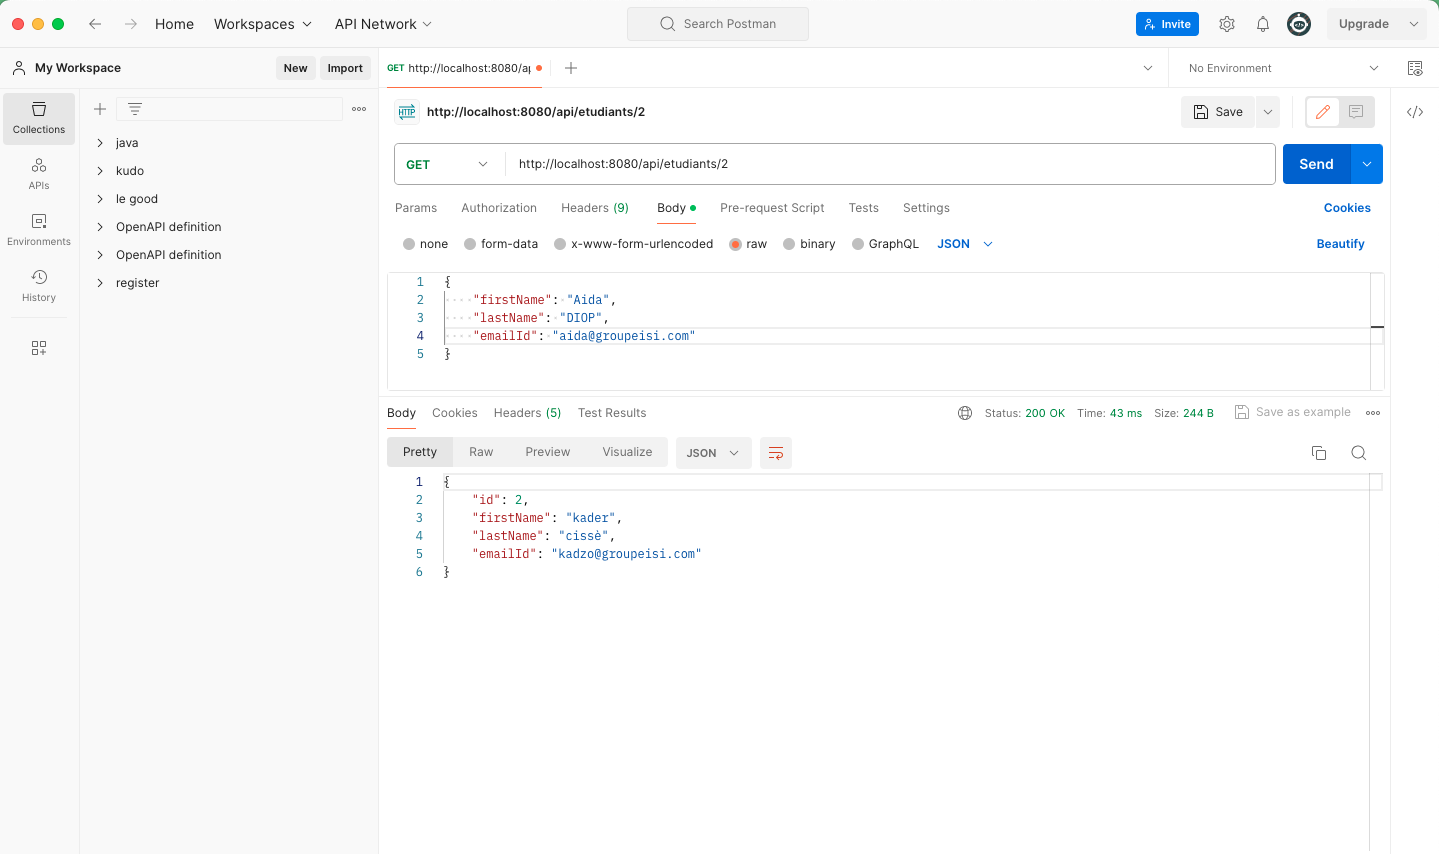 Home
Workspaces
API Network
Search Postman
Invite
Upgrade
My Workspace
New
Import
GET http://localhost:8080/ap
No Environment
Collections
APIs
Environments
History
java
kudo
le good
OpenAPI definition
OpenAPI definition
register
HTTP
http://localhost:8080/api/etudiants/2
Save
GET
http://localhost:8080/api/etudiants/2
Send
Params
Authorization
Headers (9)
Body
Pre-request Script
Tests
Settings
Cookies
none
form-data
x-www-form-urlencoded
raw
binary
GraphQL
JSON
Beautify
1 {
2 "firstName": "Aida",
3 "lastName": "DIOP",
4 "emailId": "aida@groupeisi.com"
5 }
Body
Cookies
Headers (5)
Test Results
Status: 200 OK
Time: 43 ms
Size: 244 B
Save as example
Pretty
Raw
Preview
Visualize
JSON
1 {
2 "id": 2,
3 "firstName": "kader",
4 "lastName": "cissè",
5 "emailId": "kadzo@groupeisi.com"
6 }